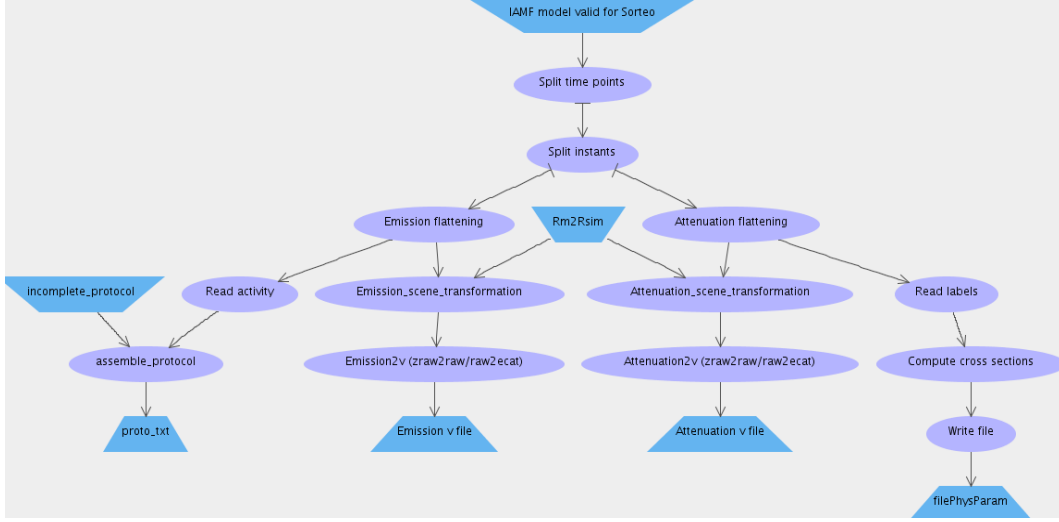 IAMF model valid for Sorteo
Split time points
Split instants
Emission flattening
Rm2Rsim
Attenuation flattening
incomplete_protocol
Read activity
Emission_scene_transformation
Attenuation_scene_transformation
Read labels
assemble_protocol
Emission2v (zraw2raw/raw2ecat)
Attenuation2v (zraw2raw/raw2ecat)
Compute cross sections
proto_txt
Emission v file
Attenuation v file
Write file
filePhysParam